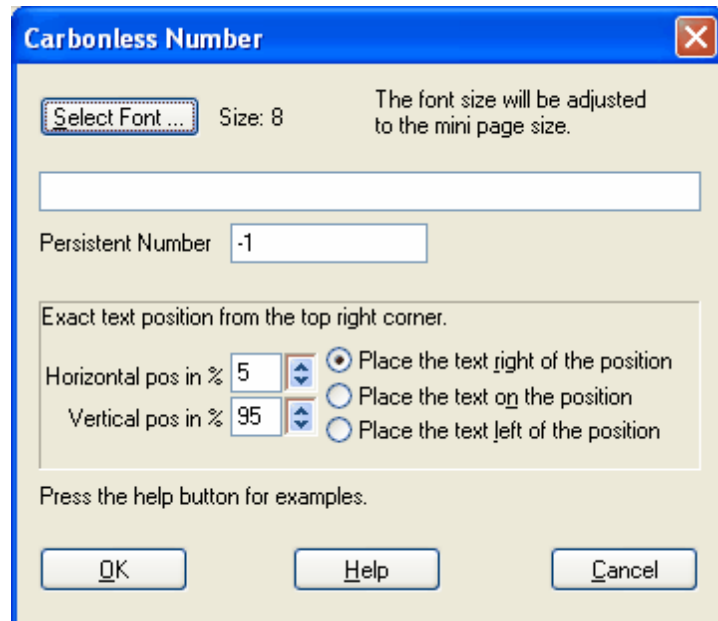 Carbonless Number
Select Font ... Size: 8 The font size will be adjusted
to the mini page size.
Persistent Number -1
Exact text position from the top right corner.
Horizontal pos in % 5 Place the text right of the position
Place the text on the position
Vertical pos in % 95 Place the text left of the position
Press the help button for examples.
OK Help Cancel